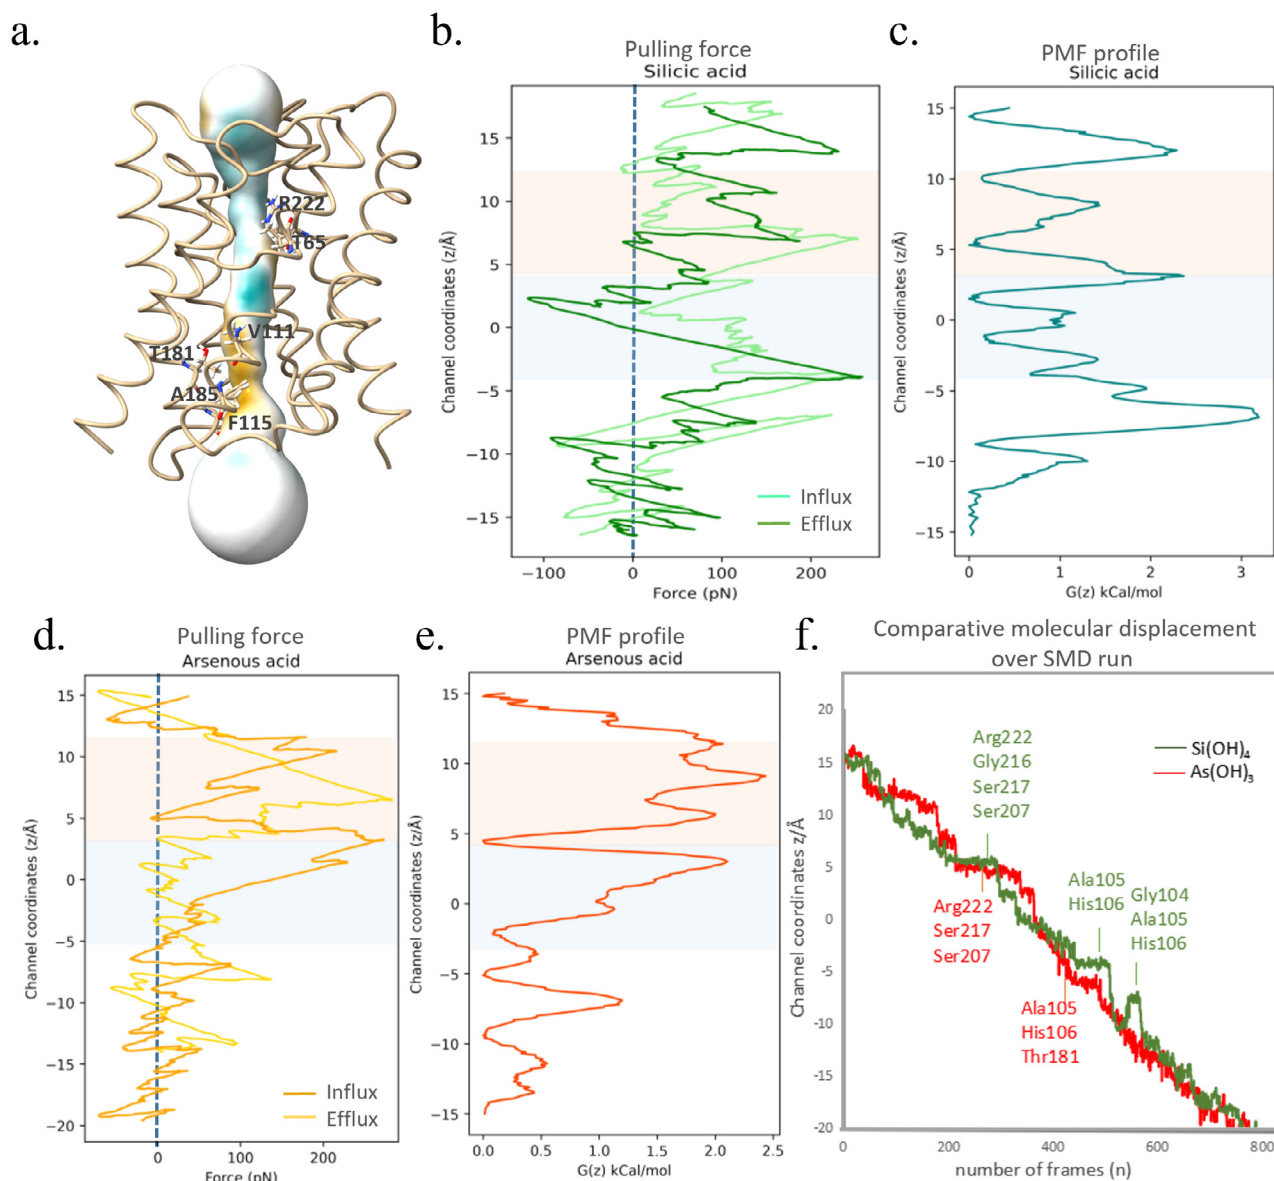 a.
R222
T65
V111
T181
A185
F115
b.
Pulling force
Silicic acid
Channel coordinates (z/Å)
15
10
5
0
−5
−10
−15
Influx
Efflux
−100
0
100
200
Force (pN)
c.
PMF profile
Silicic acid
Channel coordinates (z/Å)
15
10
5
0
−5
−10
−15
0
1
2
3
G(z) kCal/mol
d.
Pulling force
Arsenous acid
Channel coordinates (z/Å)
15
10
5
0
−5
−10
−15
−20
Influx
Efflux
0
100
200
Force (pN)
e.
PMF profile
Arsenous acid
Channel coordinates (z/Å)
15
10
5
0
−5
−10
−15
0.0
0.5
1.0
1.5
2.0
2.5
G(z) kCal/mol
f.
Comparative molecular displacement
over SMD run
Channel coordinates z/Å
20
15
10
5
0
-5
-10
-15
-20
Arg222
Gly216
Ser217
Ser207
Si(OH)₄
As(OH)₃
Ala105
His106
Gly104
Ala105
His106
Arg222
Ser217
Ser207
Ala105
His106
Thr181
0
200
400
600
800
number of frames (n)